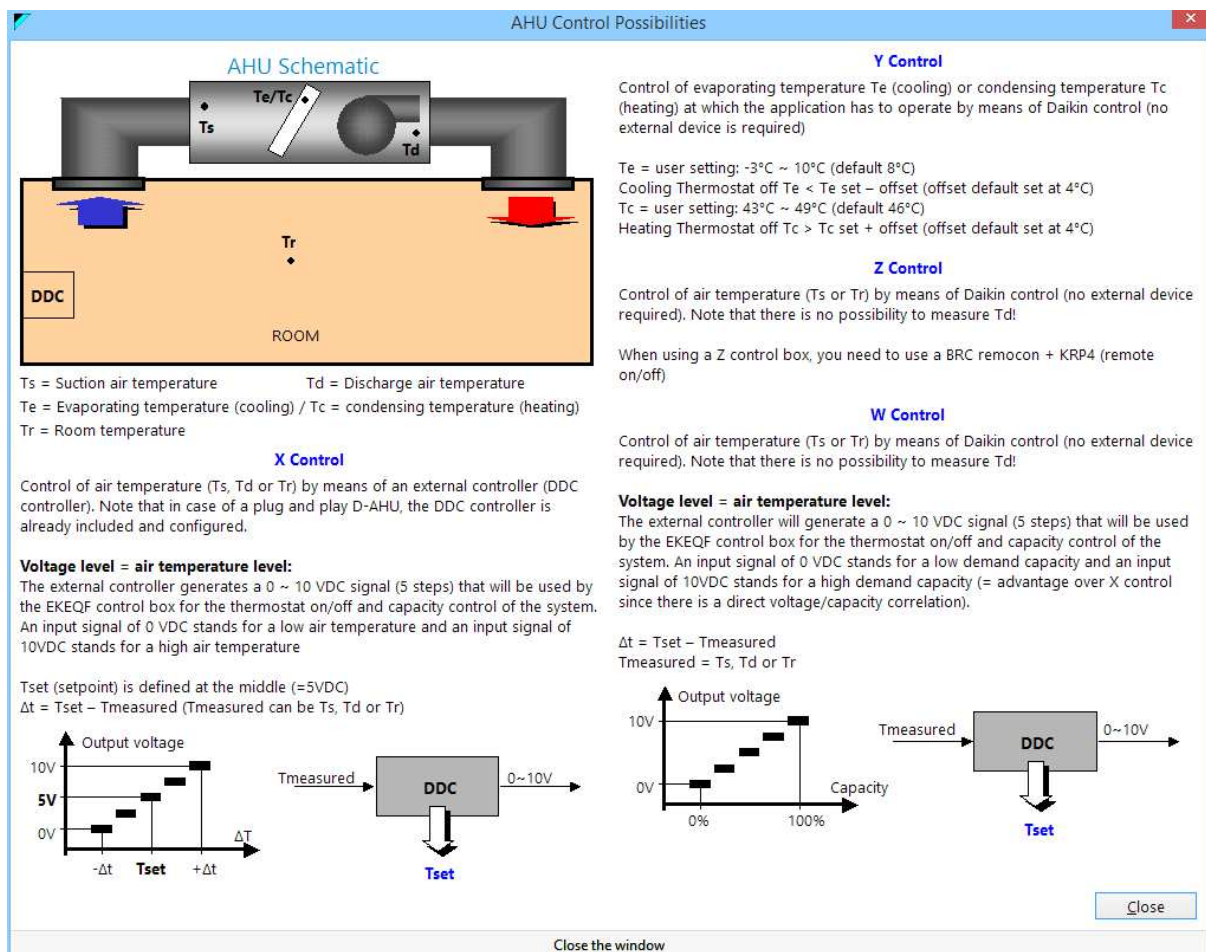 AHU Control Possibilities
AHU Schematic
Te/Tc
Ts
Td
Tr
DDC
ROOM
Ts = Suction air temperature Td = Discharge air temperature
Te = Evaporating temperature (cooling) / Tc = condensing temperature (heating)
Tr = Room temperature
X Control
Control of air temperature (Ts, Td or Tr) by means of an external controller (DDC
controller). Note that in case of a plug and play D-AHU, the DDC controller is
already included and configured.
Voltage level = air temperature level:
The external controller generates a 0 ~ 10 VDC signal (5 steps) that will be used by
the EKEQF control box for the thermostat on/off and capacity control of the system.
An input signal of 0 VDC stands for a low air temperature and an input signal of
10VDC stands for a high air temperature
Tset (setpoint) is defined at the middle (=5VDC)
Δt = Tset – Tmeasured (Tmeasured can be Ts, Td or Tr)
Output voltage
10V
5V
0V
ΔT
-Δt Tset +Δt
Tmeasured
DDC
0~10V
Tset
Y Control
Control of evaporating temperature Te (cooling) or condensing temperature Tc
(heating) at which the application has to operate by means of Daikin control (no
external device is required)
Te = user setting: -3°C ~ 10°C (default 8°C)
Cooling Thermostat off Te < Te set – offset (offset default set at 4°C)
Tc = user setting: 43°C ~ 49°C (default 46°C)
Heating Thermostat off Tc > Tc set + offset (offset default set at 4°C)
Z Control
Control of air temperature (Ts or Tr) by means of Daikin control (no external device
required). Note that there is no possibility to measure Td!
When using a Z control box, you need to use a BRC remocon + KRP4 (remote
on/off)
W Control
Control of air temperature (Ts or Tr) by means of Daikin control (no external device
required). Note that there is no possibility to measure Td!
Voltage level = air temperature level:
The external controller will generate a 0 ~ 10 VDC signal (5 steps) that will be used
by the EKEQF control box for the thermostat on/off and capacity control of the
system. An input signal of 0 VDC stands for a low demand capacity and an input
signal of 10VDC stands for a high demand capacity (= advantage over X control
since there is a direct voltage/capacity correlation).
Δt = Tset – Tmeasured
Tmeasured = Ts, Td or Tr
Output voltage
10V
0V
Capacity
0% 100%
Tmeasured
DDC
0~10V
Tset
Close
Close the window